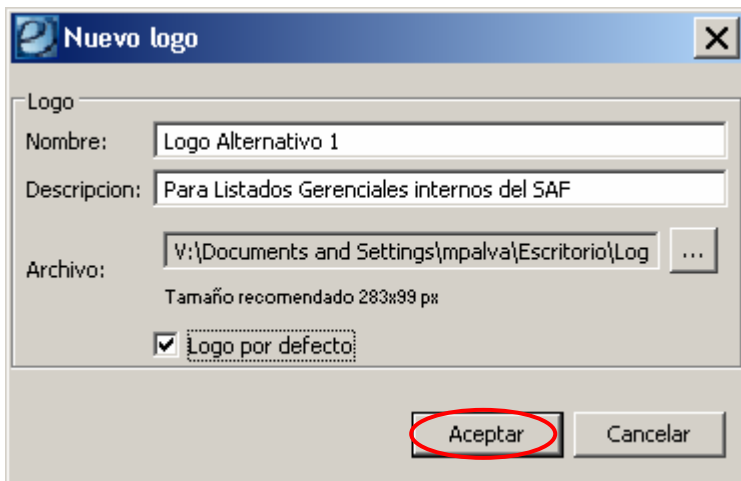 Nuevo logo
Logo
Nombre: Logo Alternativo 1
Descripcion: Para Listados Gerenciales internos del SAF
Archivo: V:\Documents and Settings\mpalva\Escritorio\Log ...
Tamaño recomendado 283x99 px
Logo por defecto
Aceptar Cancelar